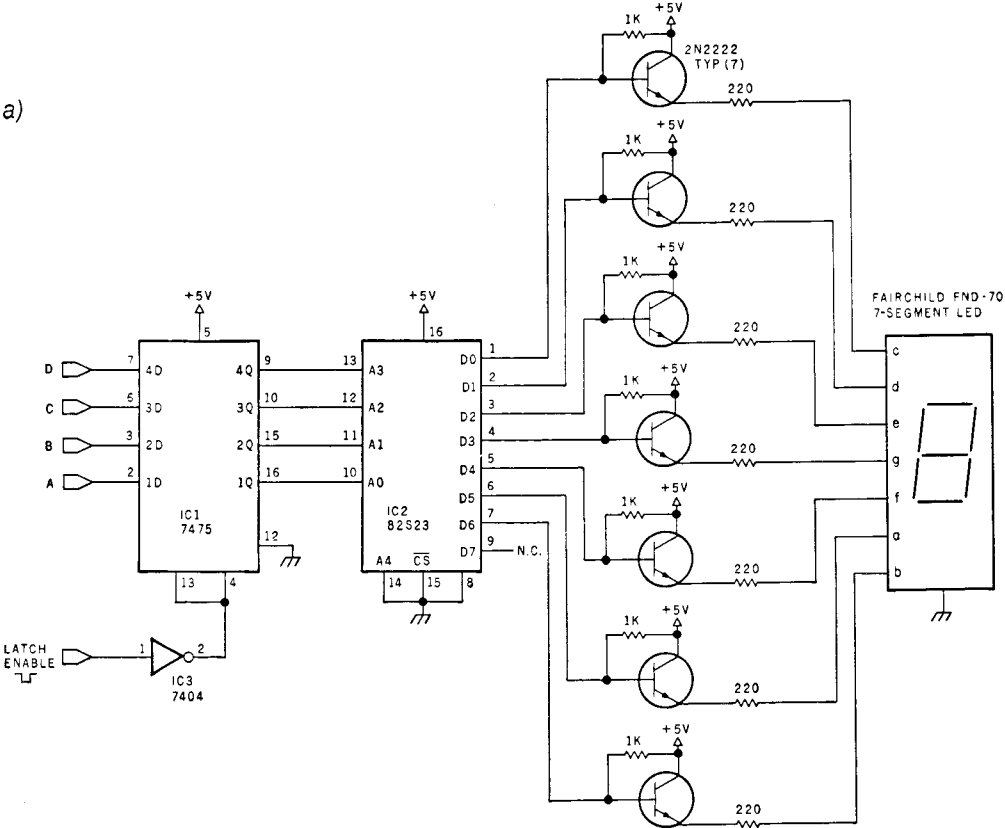 a)
+5V
1K
2N2222
TYP (7)
220
+5V
1K
220
+5V
1K
220
+5V
1K
220
+5V
1K
220
+5V
1K
220
+5V
1K
220
FAIRCHILD FND-70
7-SEGMENT LED
c
d
e
g
f
a
b
+5V
5
D 7 4D 4Q 9
C 6 3D 3Q 10
B 3 2D 2Q 15
A 2 1D 1Q 16
IC1
7475
12
13 4
+5V
16
13 A3
12 A2
11 A1
10 A0
IC2
82S23
D0 1
D1 2
D2 3
D3 4
D4 5
D5 6
D6 7
D7 9 N.C.
A4 CS
14 15 8
LATCH
ENABLE
1 2
IC3
7404